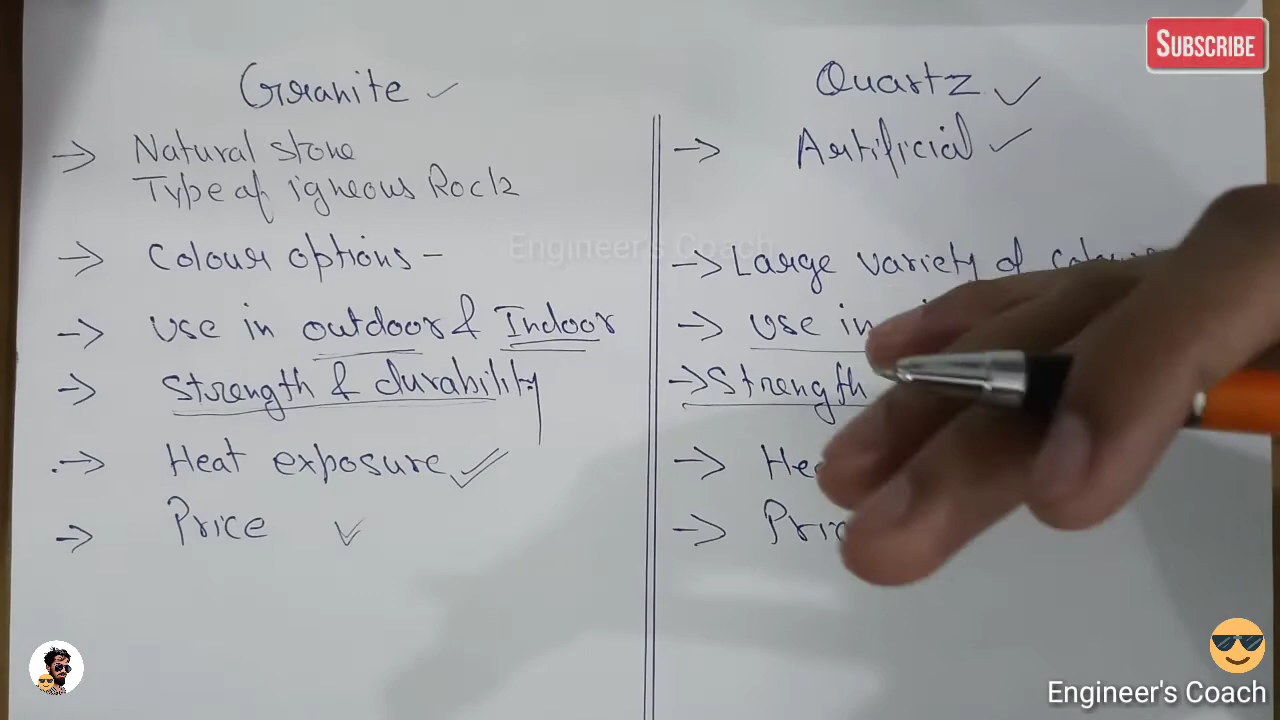 SUBSCRIBE
Granite
Natural stone
Type of igneous Rock
Colour options -
Use in outdoor & Indoor
Strength & durability
Heat exposure
Price
Quartz
Artificial
Large variety of colours
Use in
Strength
Engineer's Coach
Engineer's Coach